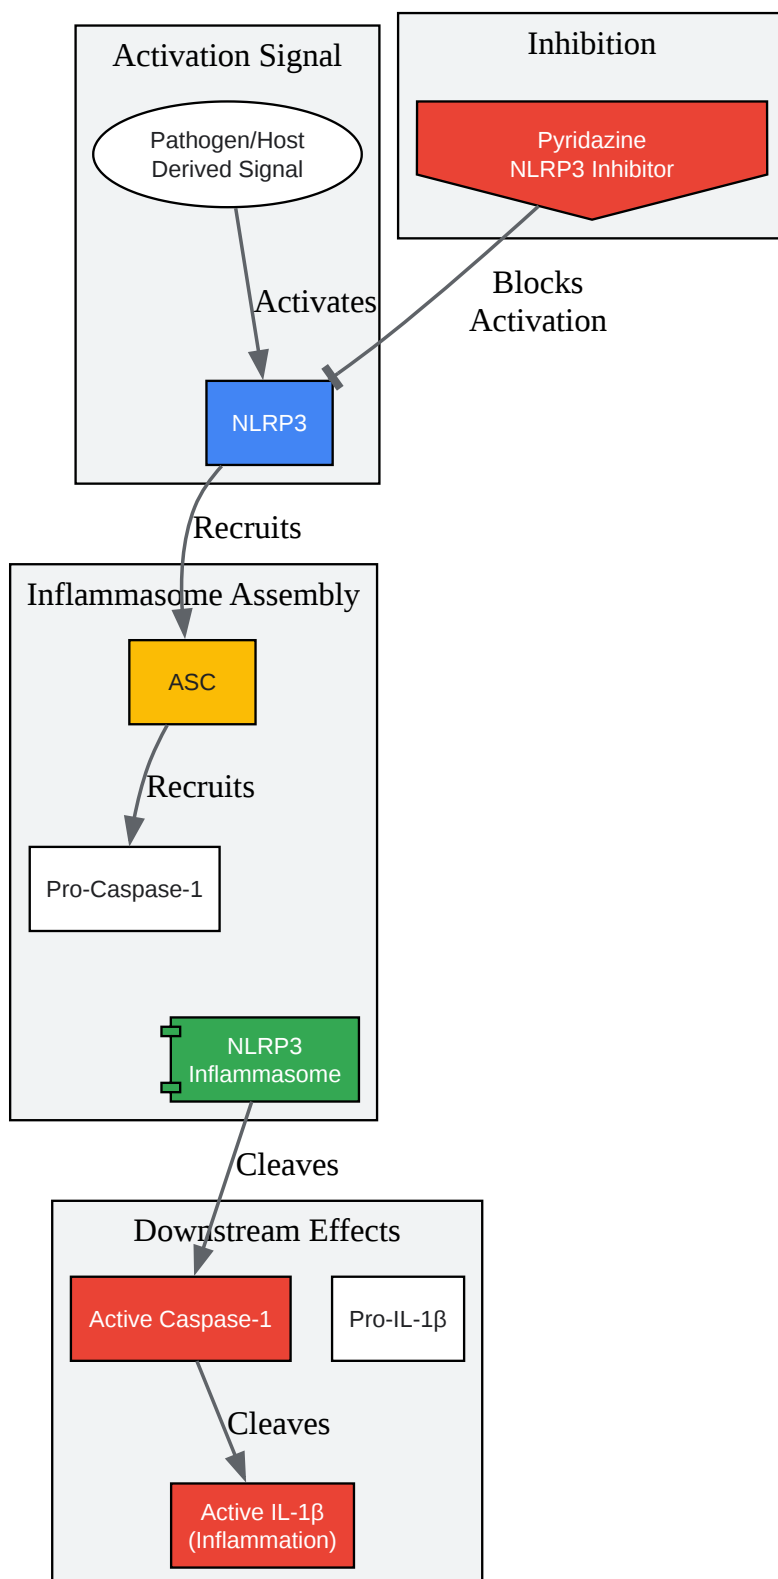 Activation Signal
Inhibition
Pathogen/Host
Derived Signal
Pyridazine
NLRP3 Inhibitor
Activates
Blocks
Activation
NLRP3
Recruits
Inflammasome Assembly
ASC
Recruits
Pro-Caspase-1
NLRP3
Inflammasome
Cleaves
Downstream Effects
Active Caspase-1
Pro-IL-1β
Cleaves
Active IL-1β
(Inflammation)